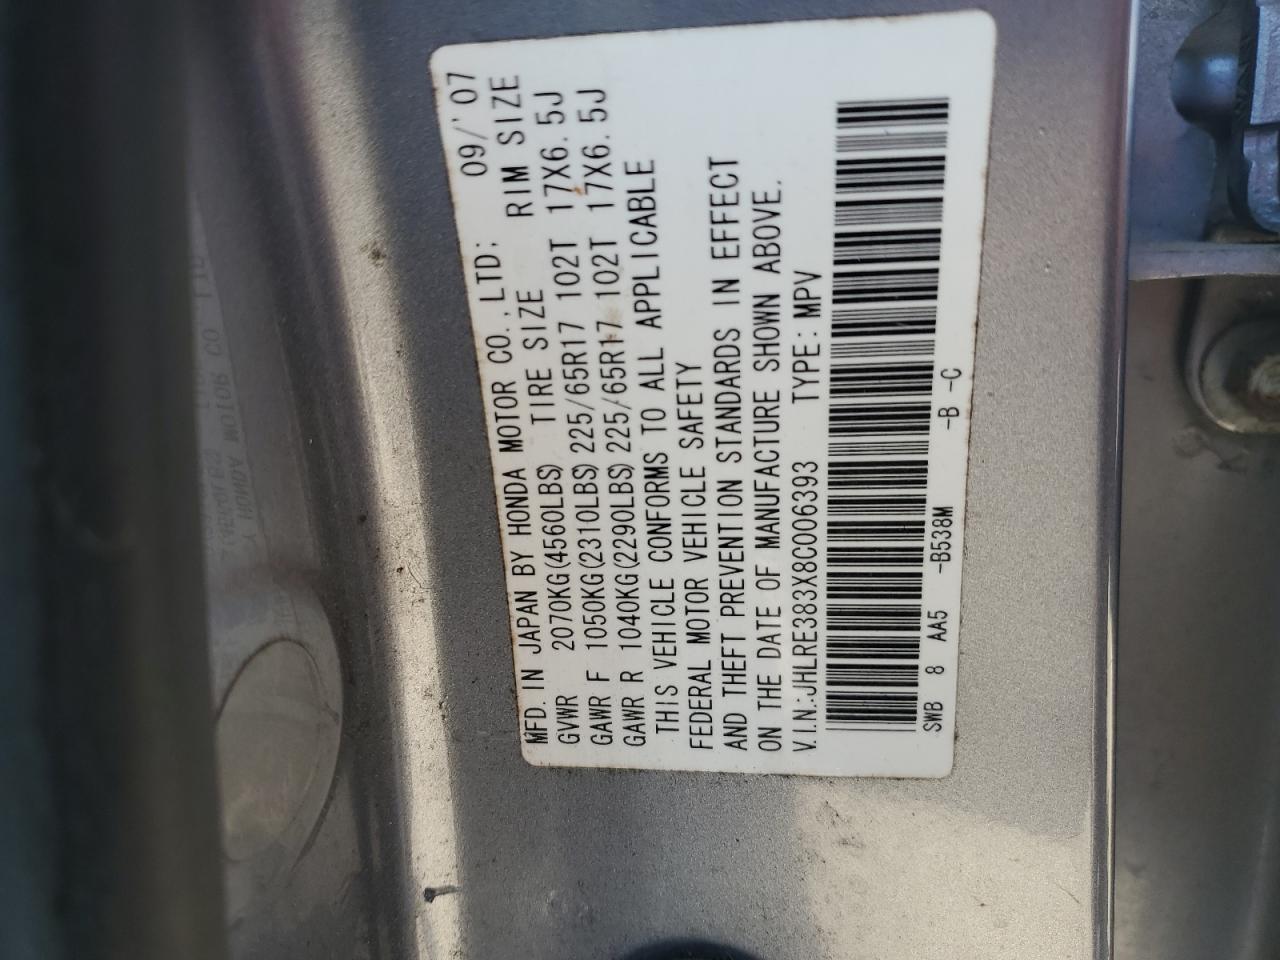 MFD. IN JAPAN BY HONDA MOTOR CO., LTD: 09/'07
GVWR 2070KG(4560LBS) TIRE SIZE RIM SIZE
GAWR F 1050KG(2310LBS) 225/65R17 102T 17X6.5J
GAWR R 1040KG(2290LBS) 225/65R17 102T 17X6.5J
THIS VEHICLE CONFORMS TO ALL APPLICABLE
FEDERAL MOTOR VEHICLE SAFETY
AND THEFT PREVENTION STANDARDS IN EFFECT
ON THE DATE OF MANUFACTURE SHOWN ABOVE.
V.I.N.:JHLRE383X8C006393 TYPE: MPV
SWB 8 AA5 -B538M -B -C